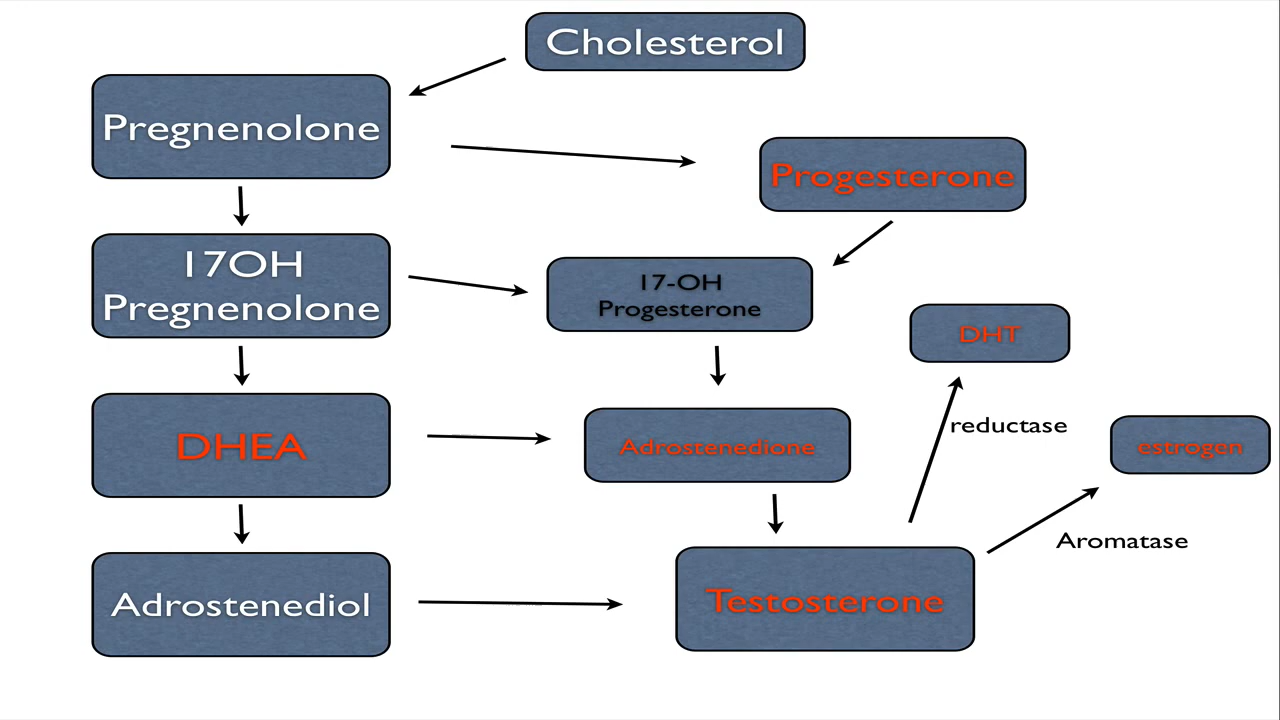 Cholesterol
Pregnenolone
Progesterone
17OH
Pregnenolone
17-OH
Progesterone
DHT
reductase
DHEA
Adrostenedione
estrogen
Aromatase
Adrostenediol
Testosterone